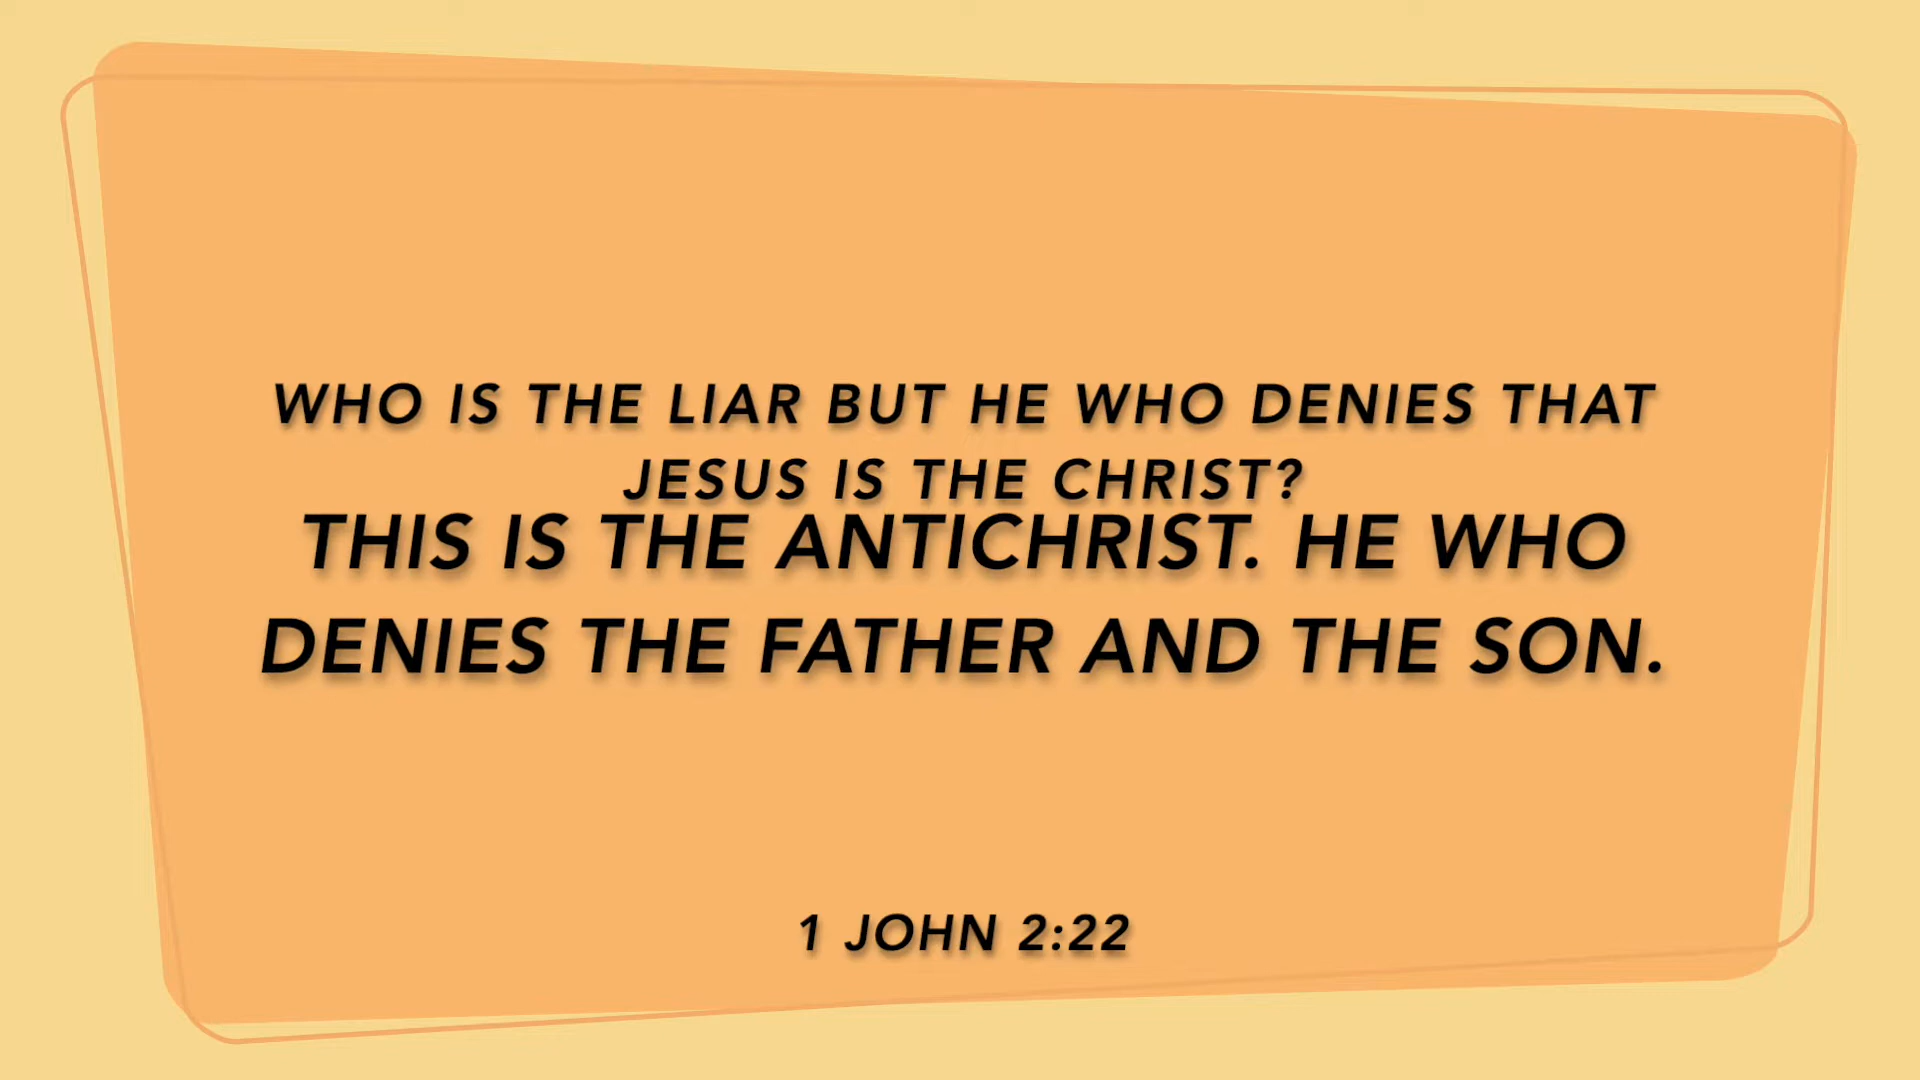 WHO IS THE LIAR BUT HE WHO DENIES THAT
JESUS IS THE CHRIST?
THIS IS THE ANTICHRIST. HE WHO
DENIES THE FATHER AND THE SON.
1 JOHN 2:22